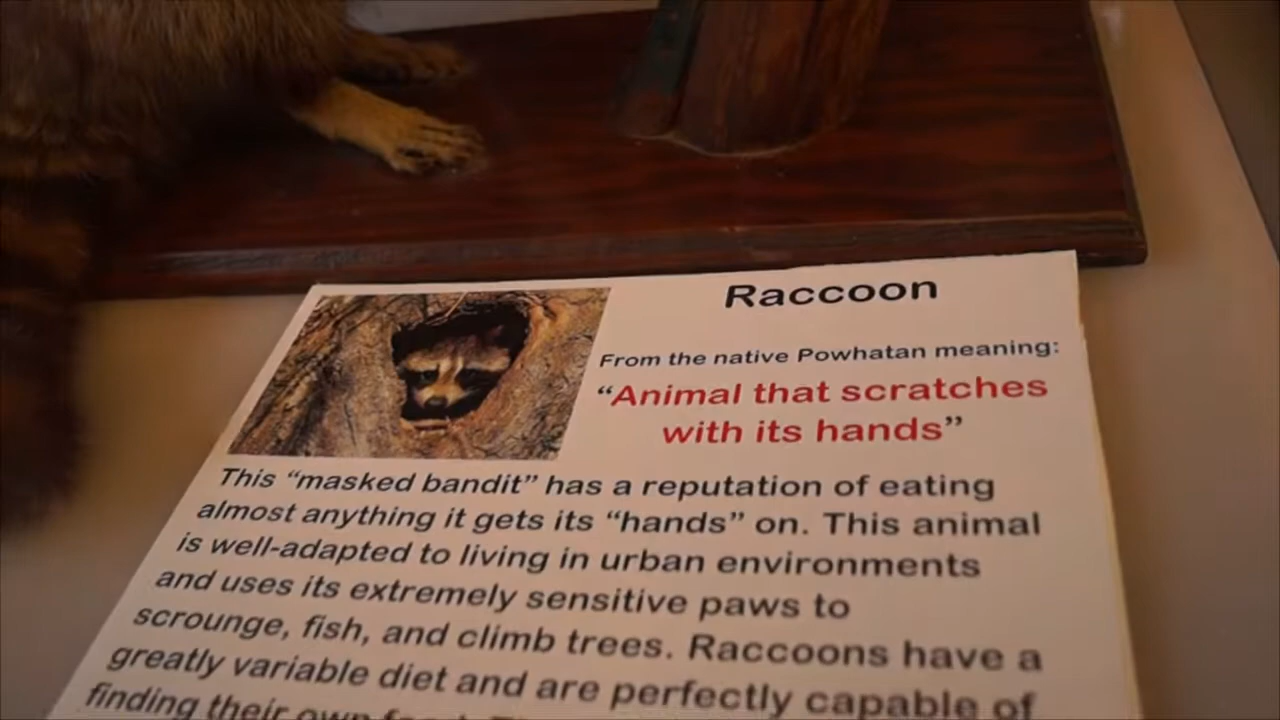 Raccoon
From the native Powhatan meaning:
“Animal that scratches
with its hands”
This “masked bandit” has a reputation of eating
almost anything it gets its “hands” on. This animal
is well-adapted to living in urban environments
and uses its extremely sensitive paws to
scrounge, fish, and climb trees. Raccoons have a
greatly variable diet and are perfectly capable of
finding their own